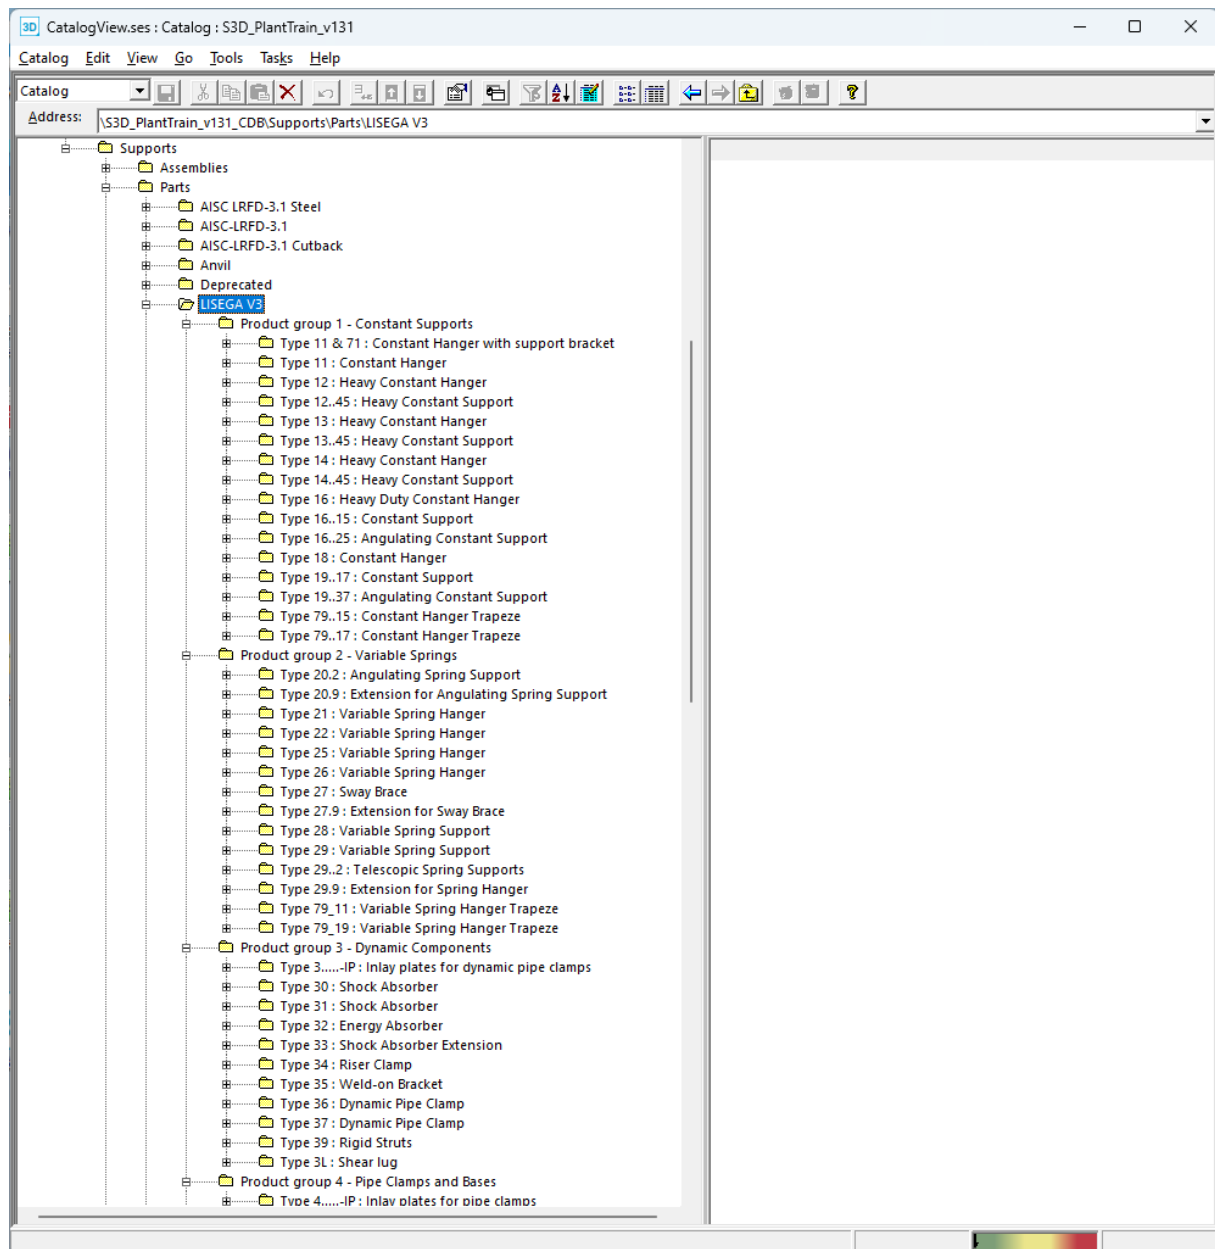 3D CatalogView.ses : Catalog : S3D_PlantTrain_v131
Catalog Edit View Go Tools Tasks Help
Catalog
Address: \S3D_PlantTrain_v131_CDB\Supports\Parts\LISEGA V3
Supports
Assemblies
Parts
AISC LRFD-3.1 Steel
AISC-LRFD-3.1
AISC-LRFD-3.1 Cutback
Anvil
Deprecated
LISEGA V3
Product group 1 - Constant Supports
Type 11 & 71 : Constant Hanger with support bracket
Type 11 : Constant Hanger
Type 12 : Heavy Constant Hanger
Type 12..45 : Heavy Constant Support
Type 13 : Heavy Constant Hanger
Type 13..45 : Heavy Constant Support
Type 14 : Heavy Constant Hanger
Type 14..45 : Heavy Constant Support
Type 16 : Heavy Duty Constant Hanger
Type 16..15 : Constant Support
Type 16..25 : Angulating Constant Support
Type 18 : Constant Hanger
Type 19..17 : Constant Support
Type 19..37 : Angulating Constant Support
Type 79..15 : Constant Hanger Trapeze
Type 79..17 : Constant Hanger Trapeze
Product group 2 - Variable Springs
Type 20.2 : Angulating Spring Support
Type 20.9 : Extension for Angulating Spring Support
Type 21 : Variable Spring Hanger
Type 22 : Variable Spring Hanger
Type 25 : Variable Spring Hanger
Type 26 : Variable Spring Hanger
Type 27 : Sway Brace
Type 27.9 : Extension for Sway Brace
Type 28 : Variable Spring Support
Type 29 : Variable Spring Support
Type 29..2 : Telescopic Spring Supports
Type 29.9 : Extension for Spring Hanger
Type 79_11 : Variable Spring Hanger Trapeze
Type 79_19 : Variable Spring Hanger Trapeze
Product group 3 - Dynamic Components
Type 3.....-IP : Inlay plates for dynamic pipe clamps
Type 30 : Shock Absorber
Type 31 : Shock Absorber
Type 32 : Energy Absorber
Type 33 : Shock Absorber Extension
Type 34 : Riser Clamp
Type 35 : Weld-on Bracket
Type 36 : Dynamic Pipe Clamp
Type 37 : Dynamic Pipe Clamp
Type 39 : Rigid Struts
Type 3L : Shear lug
Product group 4 - Pipe Clamps and Bases
Type 4.....-IP : Inlay plates for pipe clamps